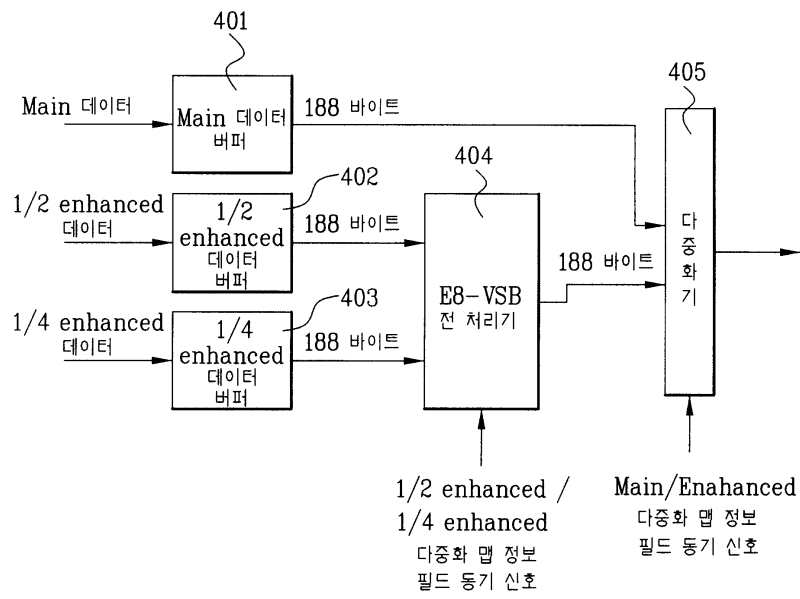 401
Main 데이터
Main 데이터
버퍼
188 바이트
405
402
404
1/2 enhanced
데이터
1/2
enhanced
데이터
버퍼
188 바이트
다
중
화
기
188 바이트
403
E8-VSB
전 처리기
1/4 enhanced
데이터
1/4
enhanced
데이터
버퍼
188 바이트
1/2 enhanced /
1/4 enhanced
다중화 맵 정보
필드 동기 신호
Main/Enahanced
다중화 맵 정보
필드 동기 신호